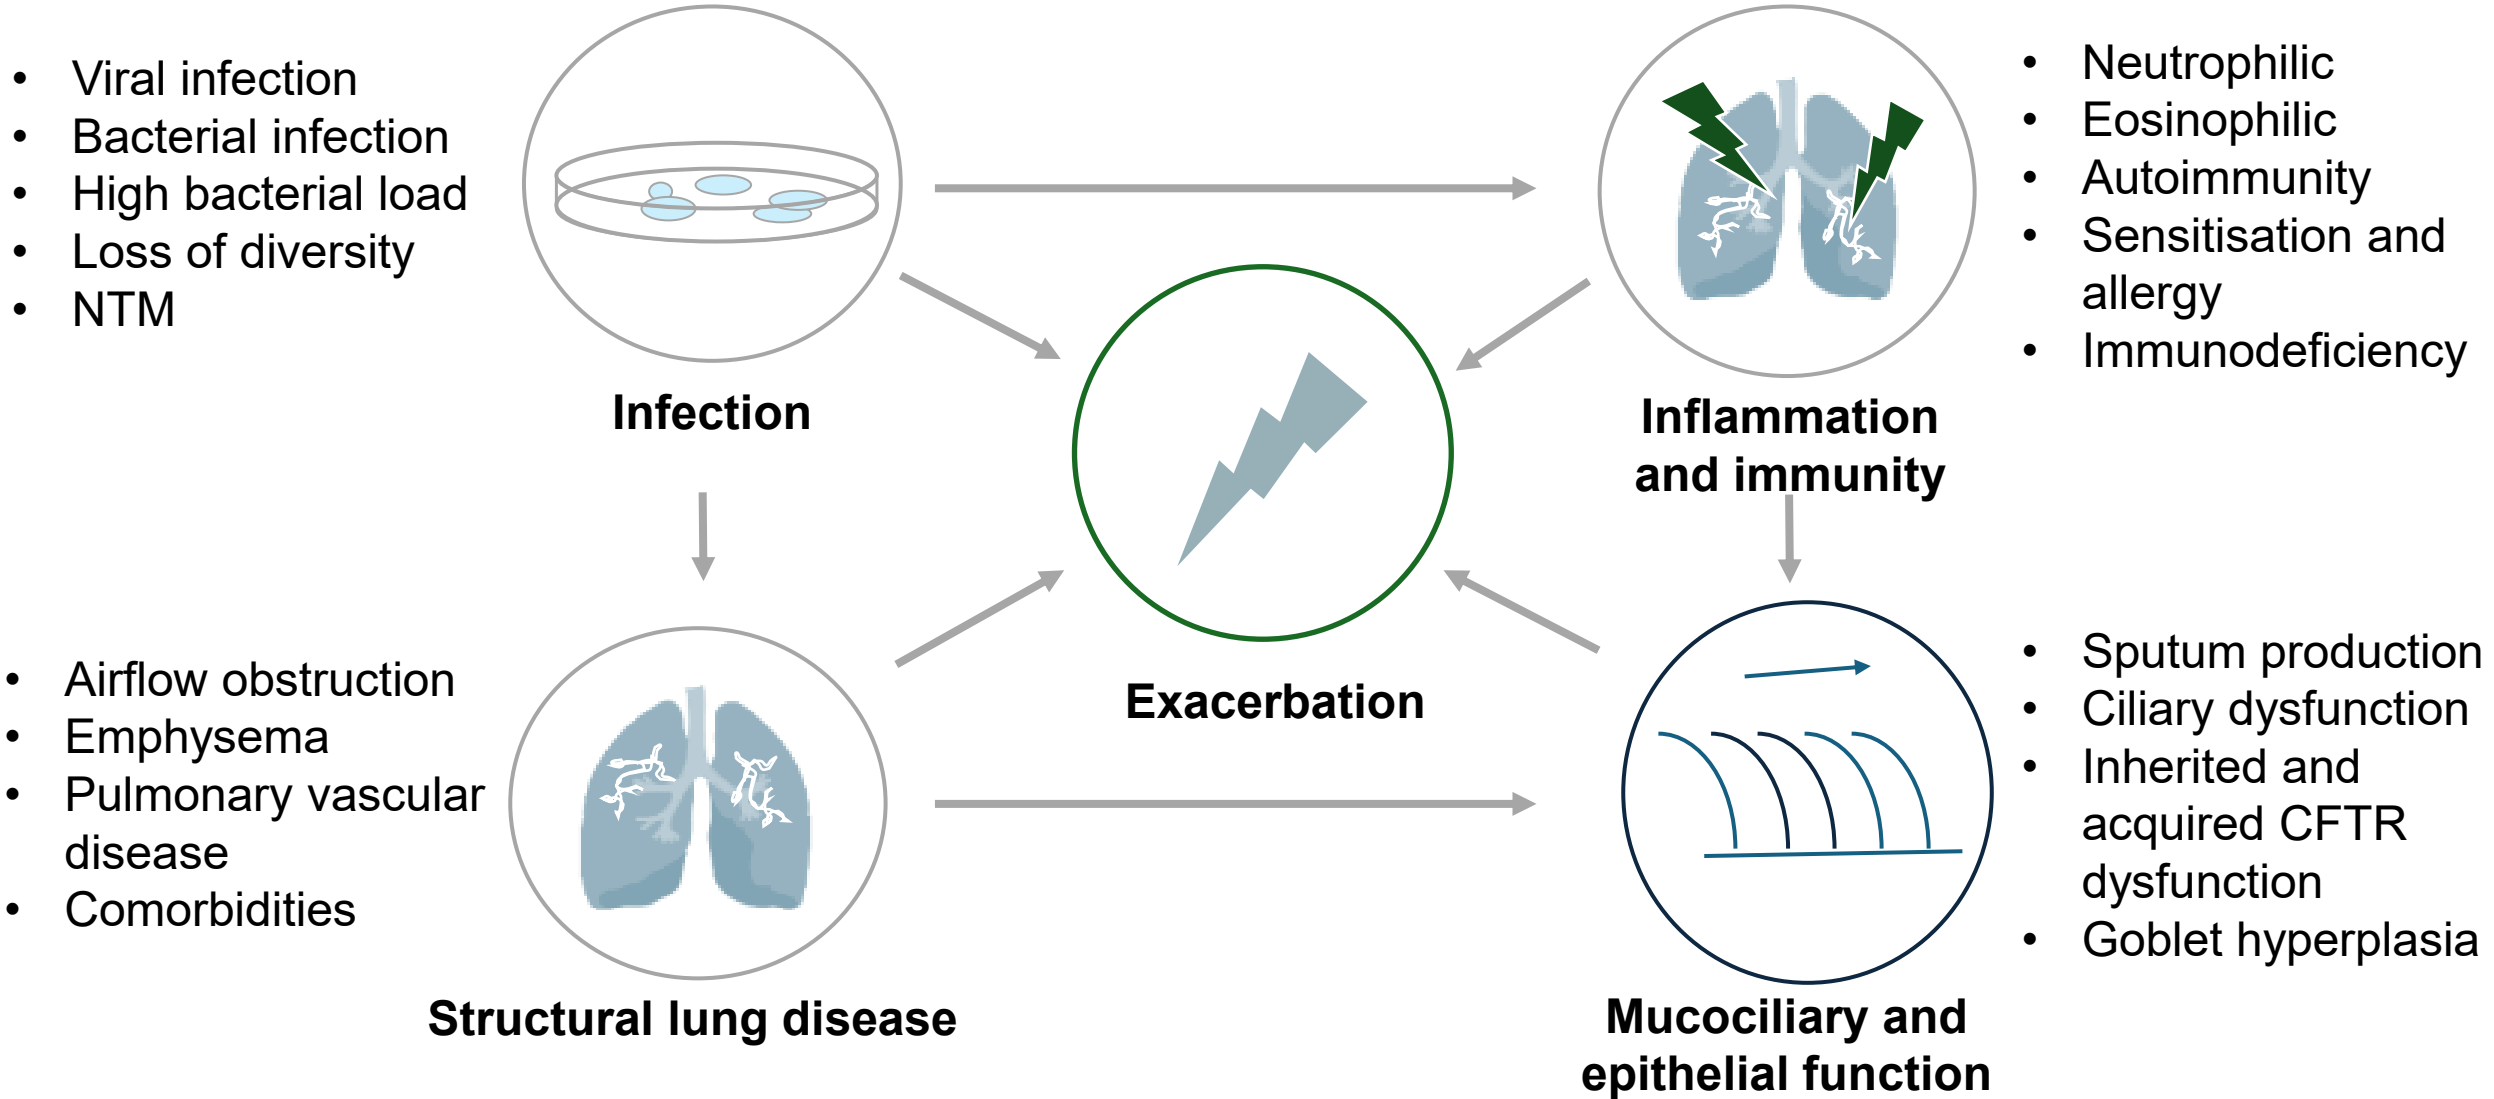 • Viral infection
• Bacterial infection
• High bacterial load
• Loss of diversity
• NTM
Infection
• Neutrophilic
• Eosinophilic
• Autoimmunity
• Sensitisation and
allergy
• Immunodeficiency
Inflammation
and immunity
Exacerbation
• Airflow obstruction
• Emphysema
• Pulmonary vascular
disease
• Comorbidities
Structural lung disease
• Sputum production
• Ciliary dysfunction
• Inherited and
acquired CFTR
dysfunction
• Goblet hyperplasia
Mucociliary and
epithelial function